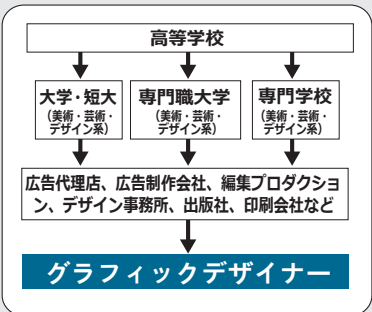 高等学校
大学・短大
（美術・芸術・
デザイン系）
専門職大学
（美術・芸術・
デザイン系）
専門学校
（美術・芸術・
デザイン系）
広告代理店、広告制作会社、編集プロダクショ
ン、デザイン事務所、出版社、印刷会社など
グラフィックデザイナー